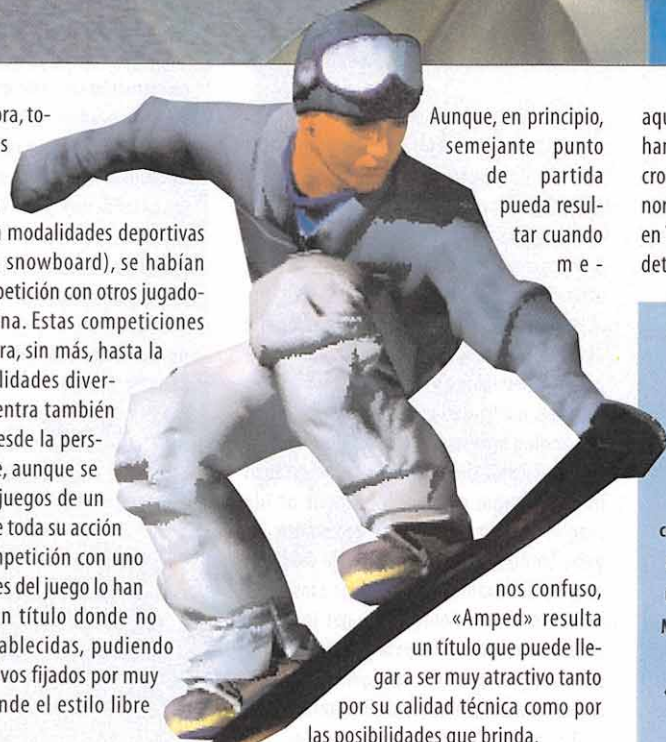 ora, to-
s
modalidades deportivas
snowboard), se habían
petición con otros jugado-
na. Estas competiciones
ra, sin más, hasta la
lidades diver-
entra también
esde la pers-
e, aunque se
juegos de un
e toda su acción
mpetición con uno
es del juego lo han
n título donde no
ablecidas, pudiendo
vos fijados por muy
nde el estilo libre
Aunque, en principio,
semejante punto
de partida
pueda resul-
tar cuando
me-
nos confuso,
«Amped» resulta
un título que puede lle-
gar a ser muy atractivo tanto
por su calidad técnica como por
las posibilidades que brinda.
aqu
han
cro
nor
en
det
c
M